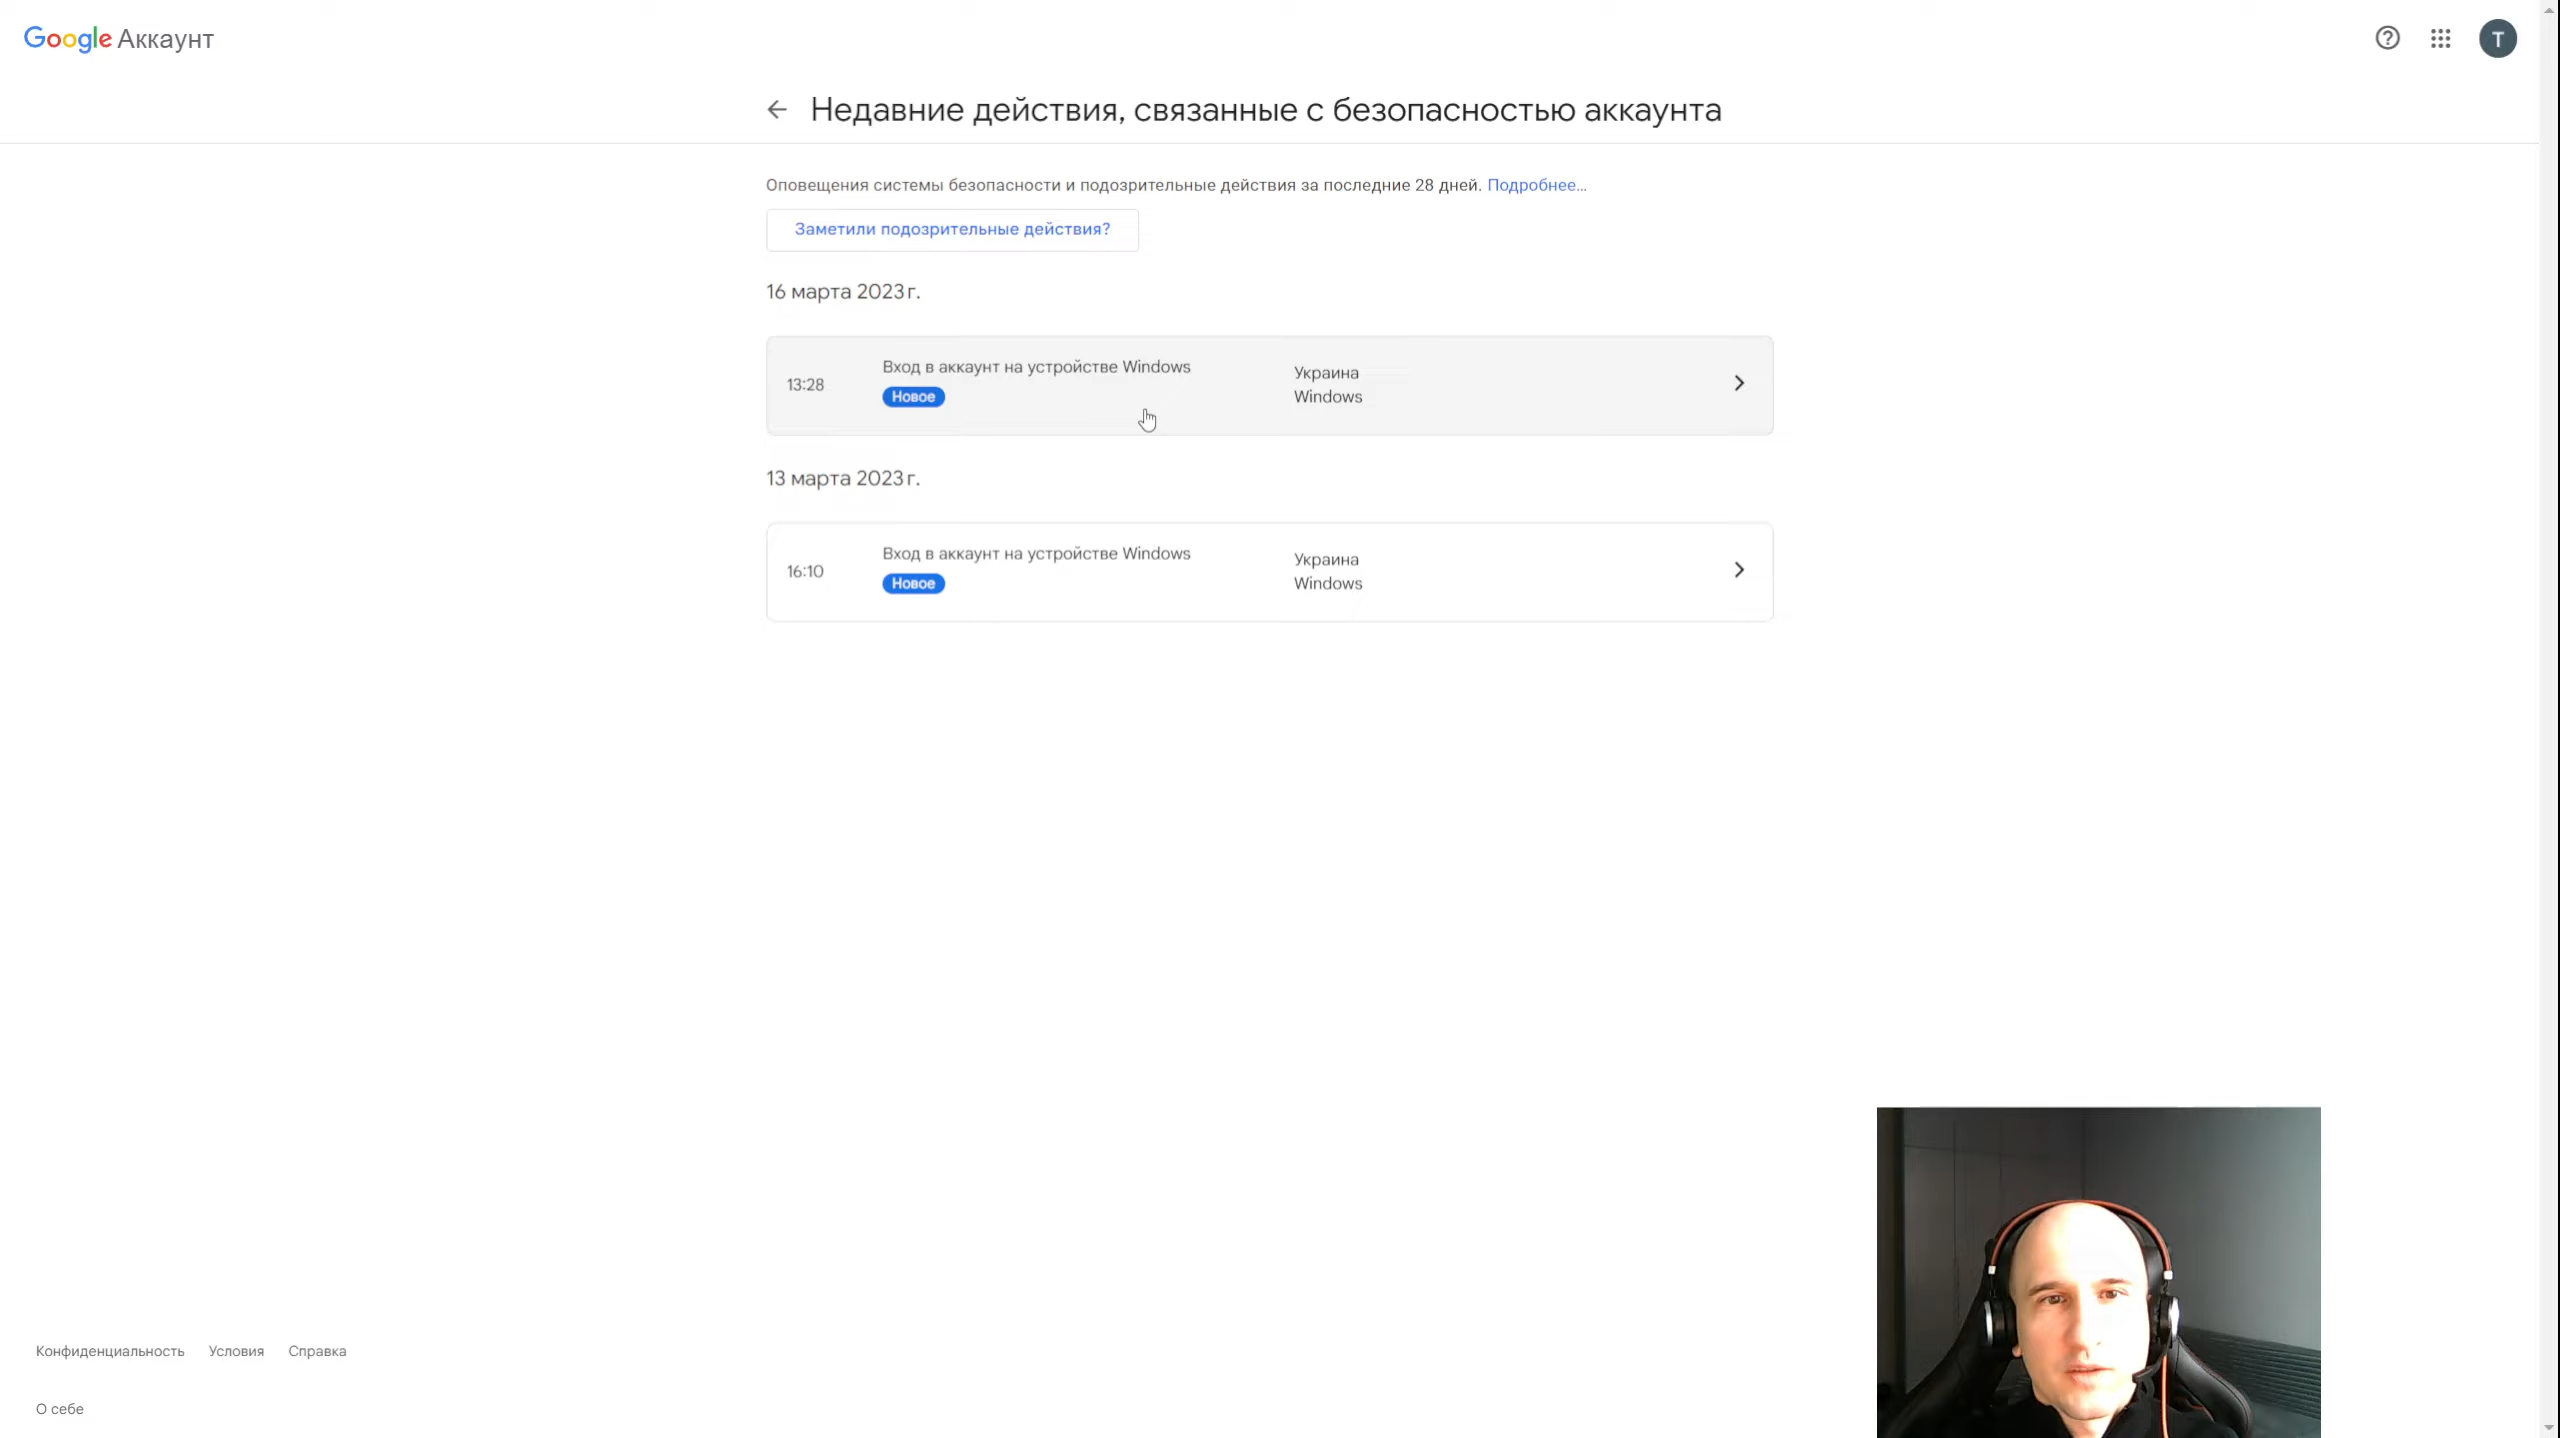 Google Аккаунт
T
Недавние действия, связанные с безопасностью аккаунта
Оповещения системы безопасности и подозрительные действия за последние 28 дней. Подробнее...
Заметили подозрительные действия?
16 марта 2023 г.
13:28
Вход в аккаунт на устройстве Windows
Новое
Украина
Windows
13 марта 2023 г.
16:10
Вход в аккаунт на устройстве Windows
Новое
Украина
Windows
Конфиденциальность Условия Справка
О себе